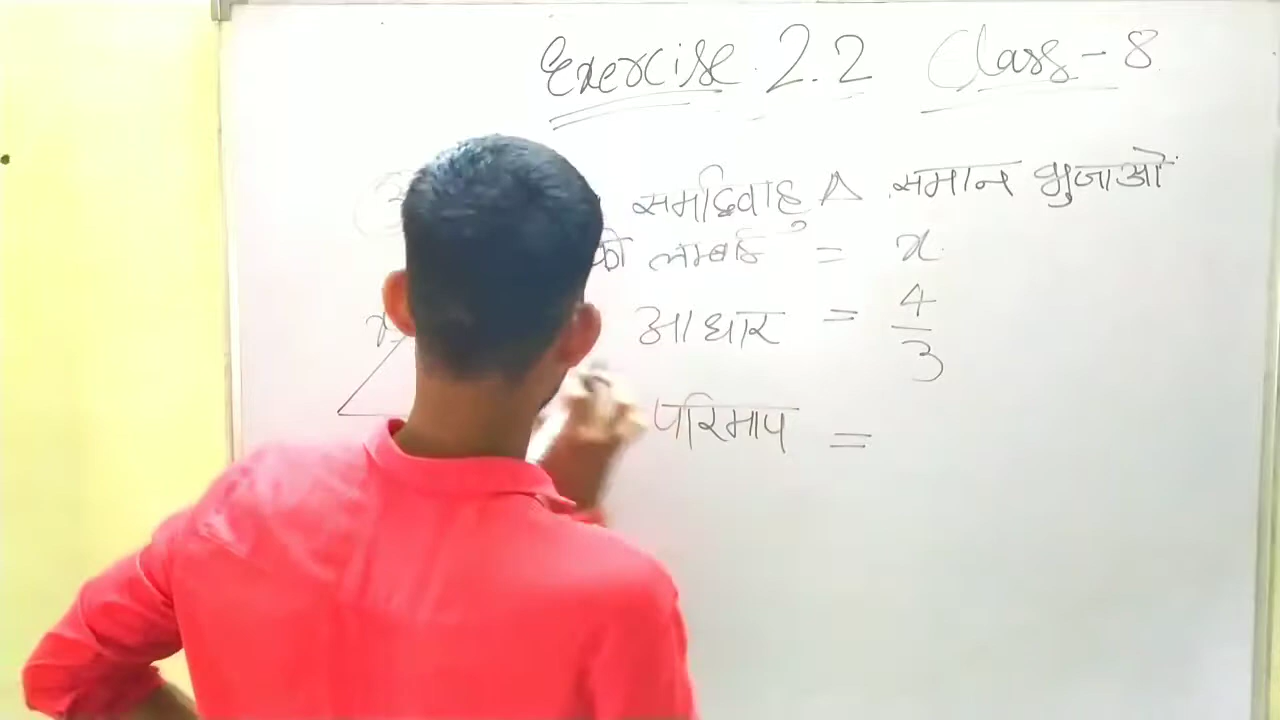 Exercise 2.2 Class-8
समद्विवाहु Δ समान भुजाओं
की लम्बाई = x
x
आधार = 4/3
परिमाप =